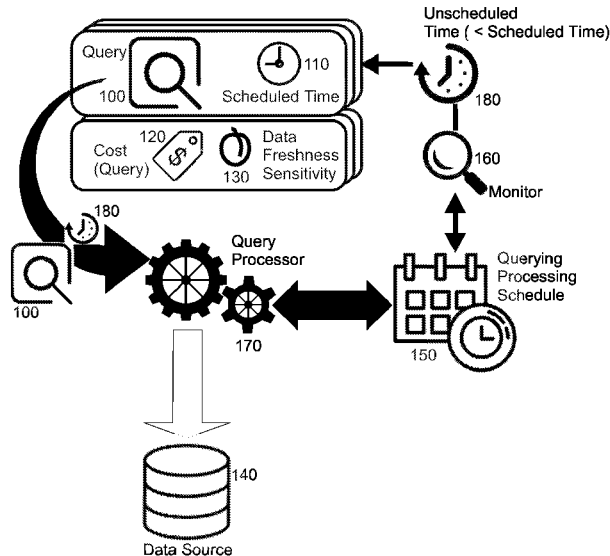 Unscheduled
Time ( < Scheduled Time)
180
Query
100
110
Scheduled Time
120
Cost
(Query)
$
130
Data
Freshness
Sensitivity
160
Monitor
180
100
Query
Processor
170
Querying
Processing
Schedule
150
140
Data Source